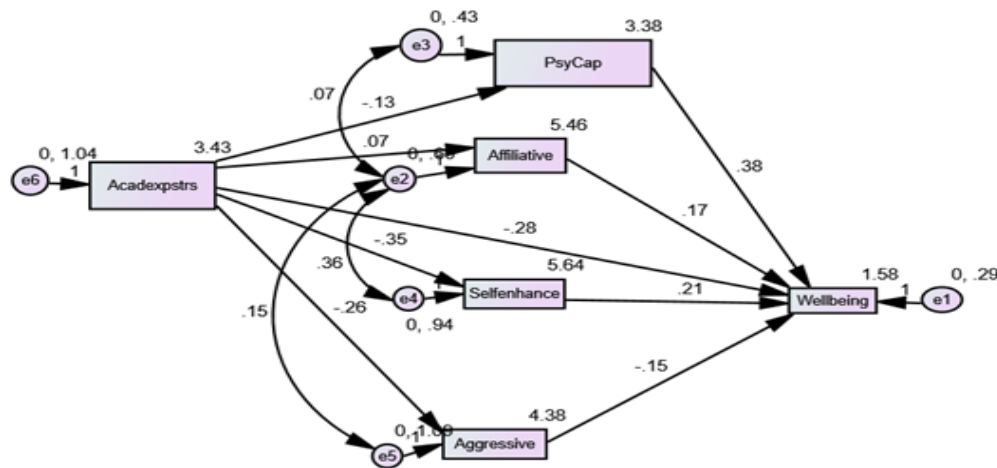 0, .43
3.38
e3
1
PsyCap
.07
-.13
0, 1.04
3.43
5.46
.07
Affiliative
e6
1
Acadexpstrs
e2
1
.38
.17
-.28
-.35
5.64
1.58
0, .29
.36
Selfenhance
.21
Wellbeing
1
e1
e4
.15
-.26
0, .94
-.15
4.38
e5
1
Aggressive